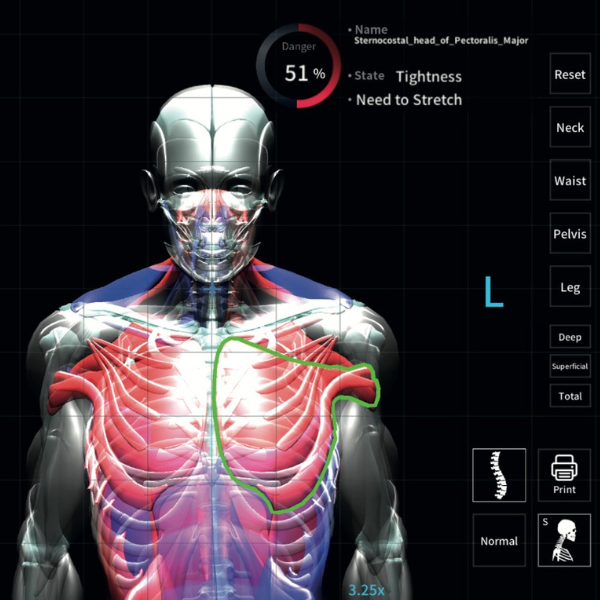 Danger
51 %
• Name
Sternocostal_head_of_Pectoralis_Major
• State Tightness
• Need to Stretch
Reset
Neck
Waist
Pelvis
Leg
L
Deep
Superficial
Total
Print
Normal
S
3.25x